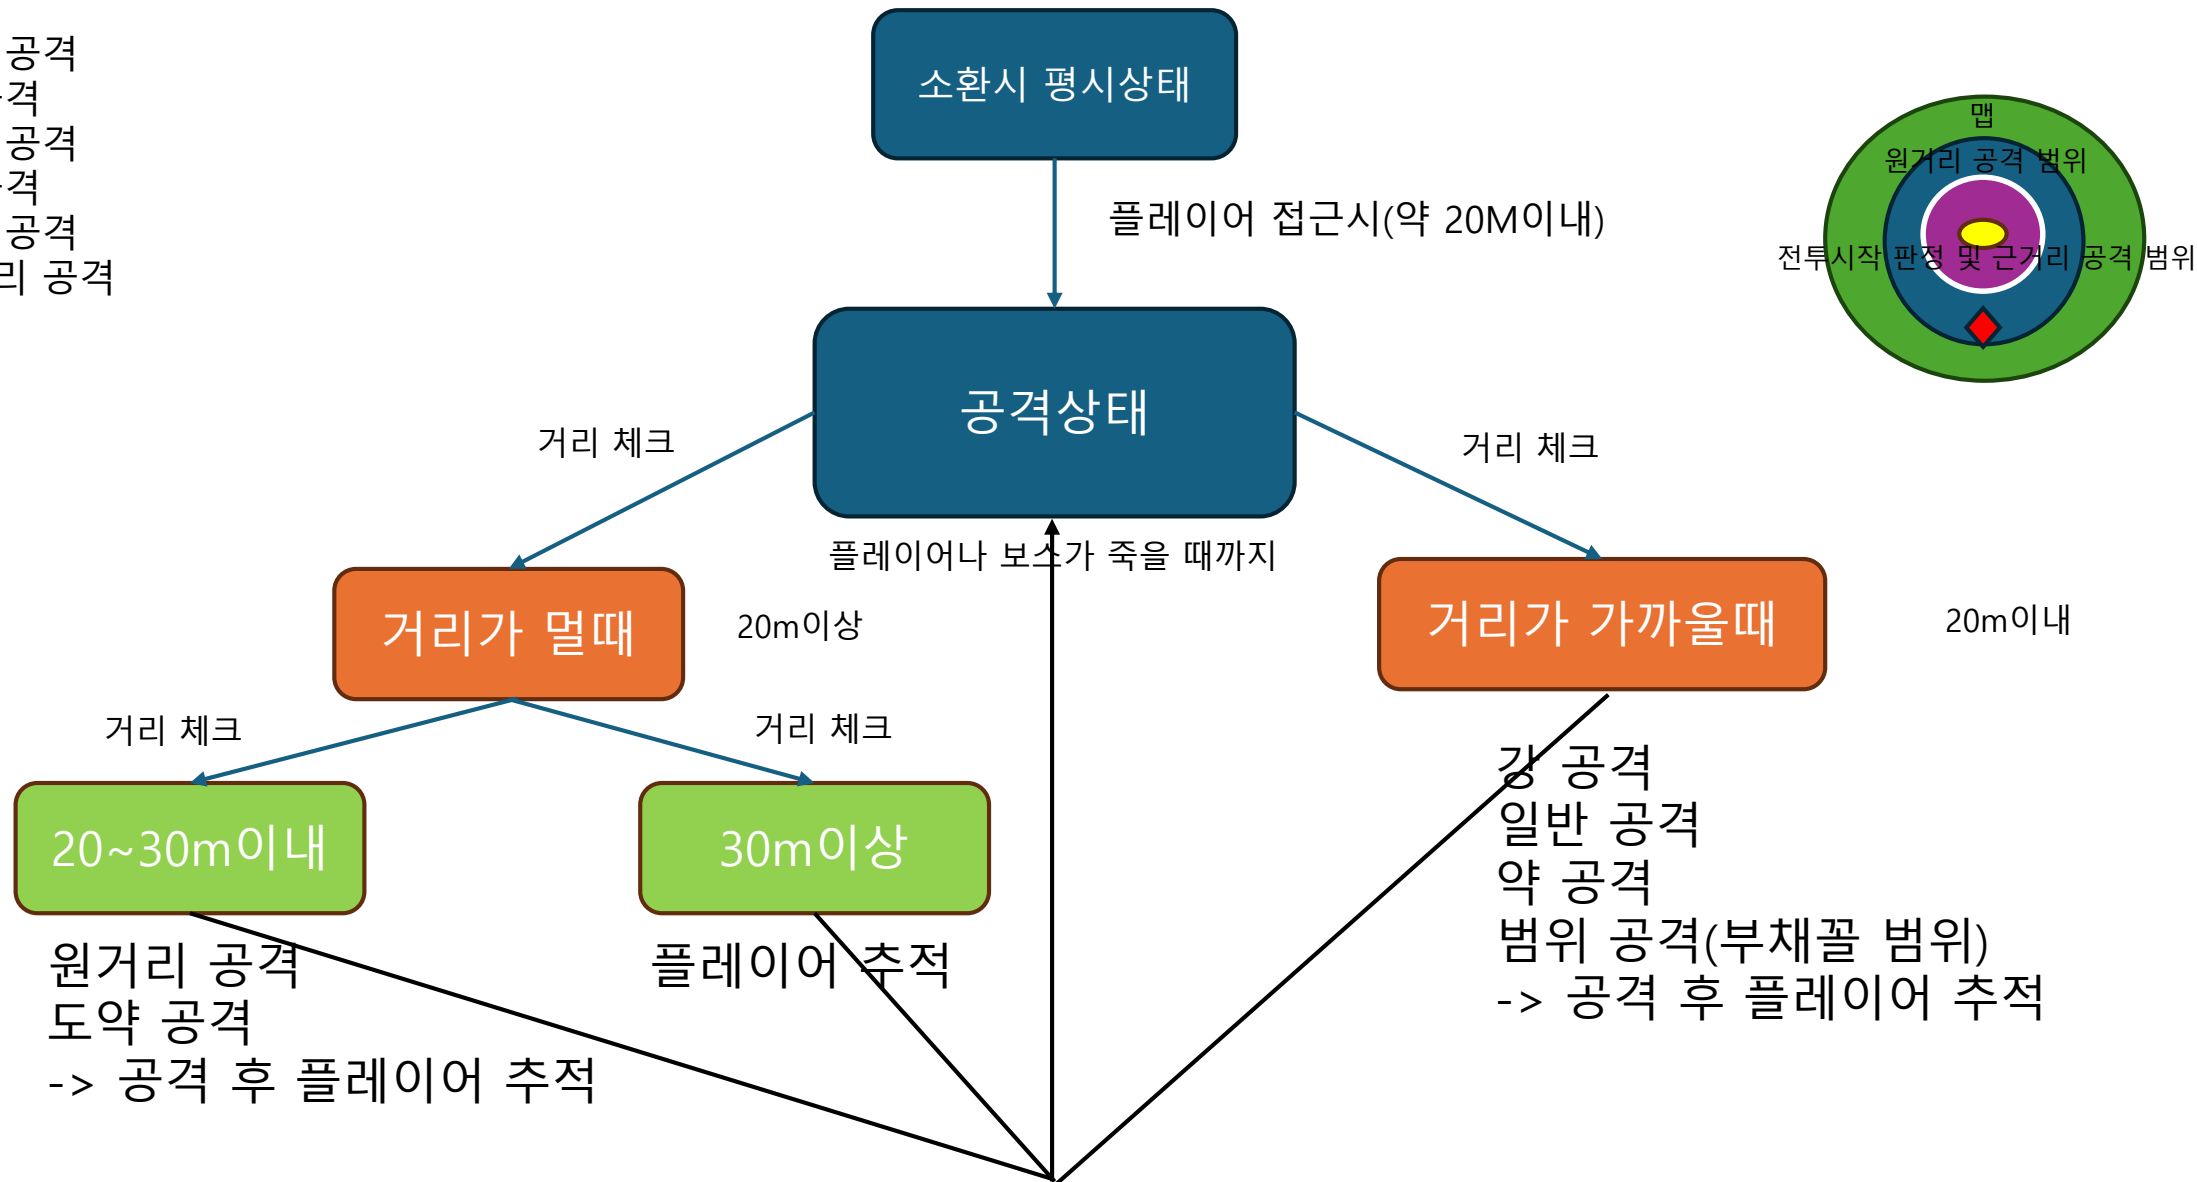 공격
격
공격
격
공격
리 공격
소환시 평시상태
맵
원거리 공격 범위
전투시작 판정 및 근거리 공격 범위
플레이어 접근시(약 20M이내)
공격상태
거리 체크
거리 체크
플레이어나 보스가 죽을 때까지
거리가 멀때
20m이상
거리가 가까울때
20m이내
거리 체크
거리 체크
20~30m이내
30m이상
원거리 공격
도약 공격
-> 공격 후 플레이어 추적
플레이어 추적
강 공격
일반 공격
약 공격
범위 공격(부채꼴 범위)
-> 공격 후 플레이어 추적